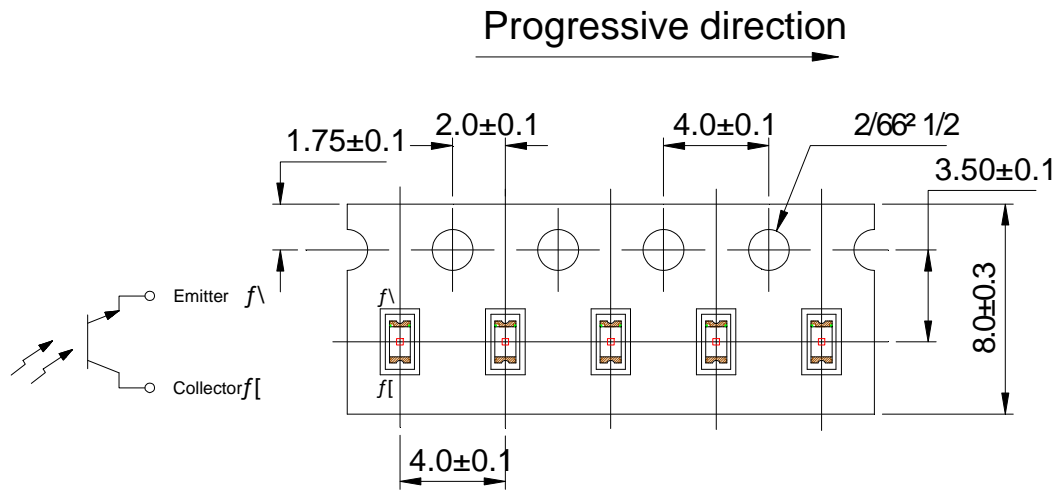 Progressive direction
2.0±0.1
4.0±0.1
2/66² 1/2
1.75±0.1
3.50±0.1
Emitter ƒ\
ƒ\
8.0±0.3
Collectorƒ[
ƒ[
4.0±0.1